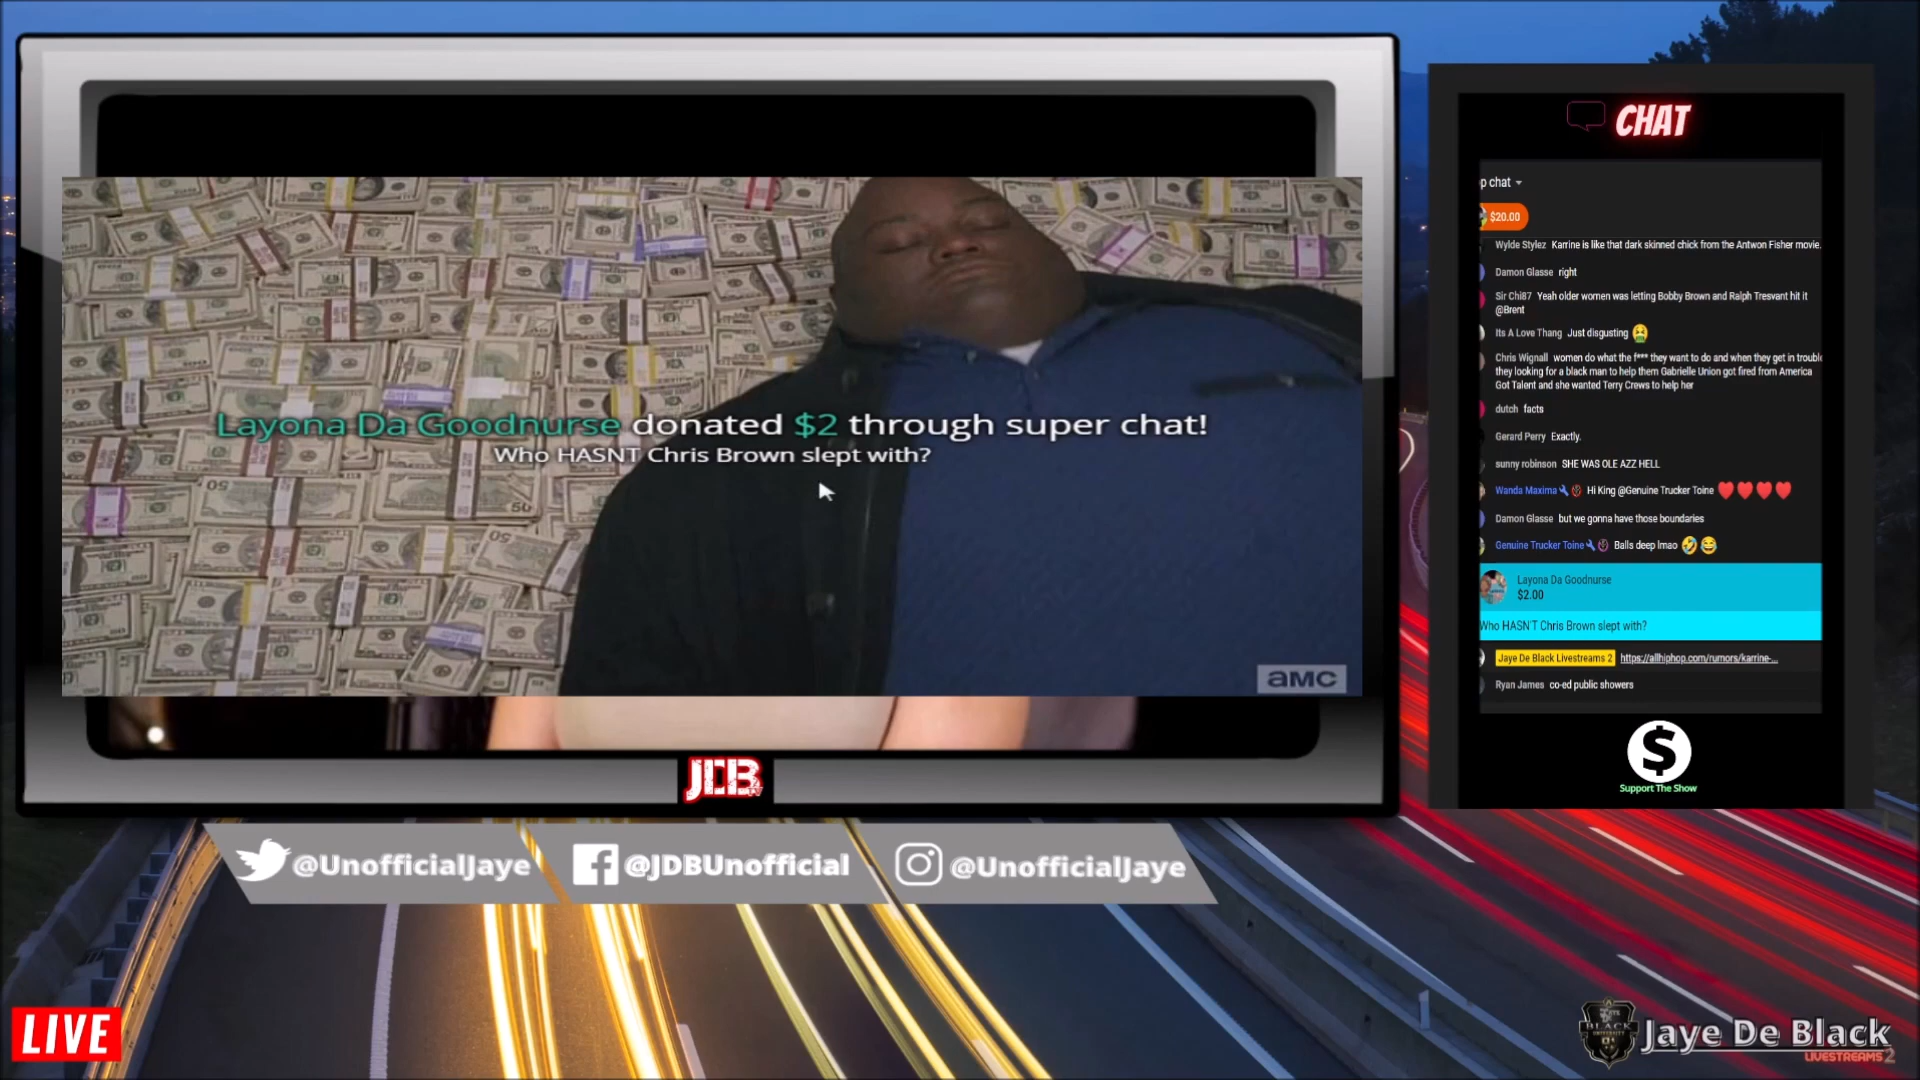 Layona Da Goodnurse donated $2 through super chat!
Who HASNT Chris Brown slept with?
amc
JDB
TV
@UnofficialJaye
@JDBUnofficial
@UnofficialJaye
LIVE
CHAT
p chat
$20.00
Wylde Stylez Karrine is like that dark skinned chick from the Antwon Fisher movie.
Damon Glasse right
Sir Chi87 Yeah older women was letting Bobby Brown and Ralph Tresvant hit it
@Brent
Its A Love Thang Just disgusting 🤮
Chris Wignall women do what the f*** they want to do and when they get in trouble
they looking for a black man to help them Gabrielle Union got fired from America
Got Talent and she wanted Terry Crews to help her
dutch facts
Gerard Perry Exactly.
sunny robinson SHE WAS OLE AZZ HELL
Wanda Maxima Hi King @Genuine Trucker Toine ❤️❤️❤️❤️
Damon Glasse but we gonna have those boundaries
Genuine Trucker Toine Balls deep lmao 🤣😂
Layona Da Goodnurse
$2.00
Who HASN'T Chris Brown slept with?
Jaye De Black Livestreams 2 https://allhiphop.com/rumors/karrine-...
Ryan James co-ed public showers
$
Support The Show
BLACK
Jaye De Black
LIVESTREAMS 2